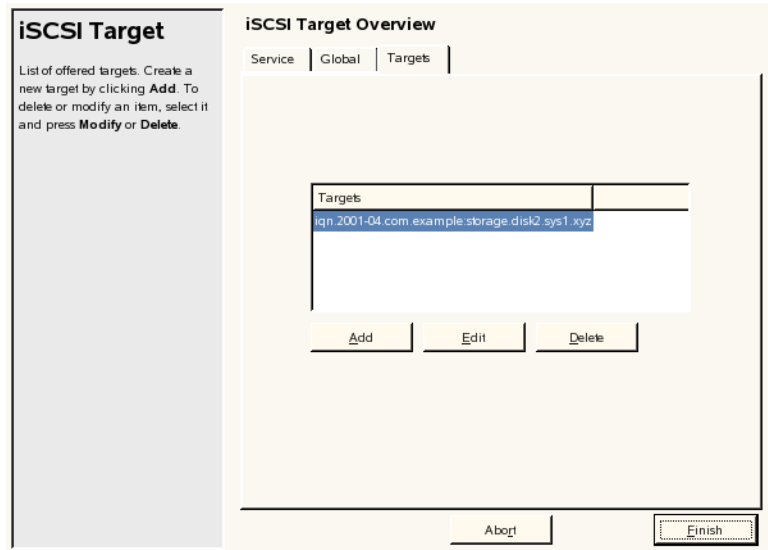 iSCSI Target
List of offered targets. Create a
new target by clicking Add. To
delete or modify an item, select it
and press Modify or Delete.
iSCSI Target Overview
Service Global Targets
Targets
iqn.2001-04.com.example:storage.disk2.sys1.xyz
Add Edit Delete
Abort Finish